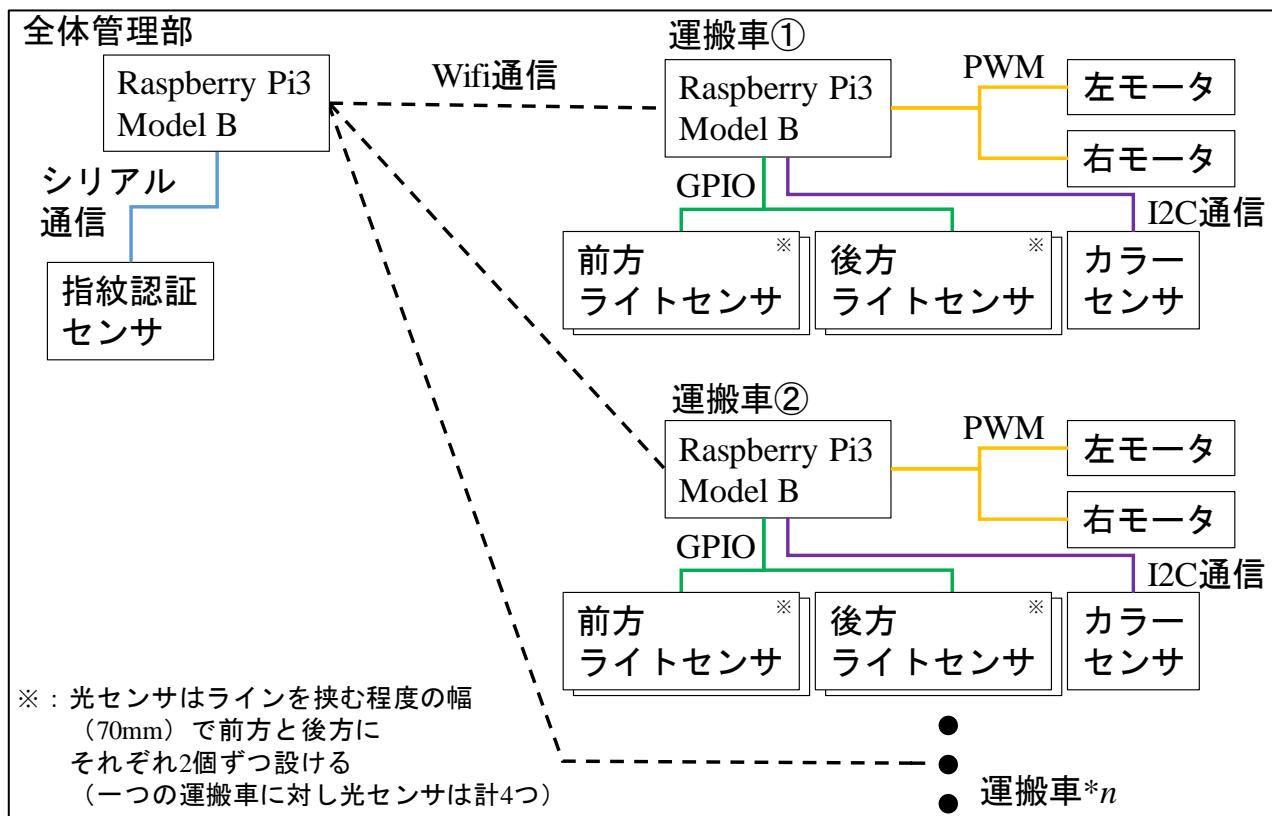 全体管理部
Raspberry Pi3
Model B
シリアル
通信
指紋認証
センサ
Wifi通信
運搬車①
Raspberry Pi3
Model B
PWM
左モータ
右モータ
GPIO
I2C通信
前方
ライトセンサ
※
後方
ライトセンサ
※
カラー
センサ
運搬車②
Raspberry Pi3
Model B
PWM
左モータ
右モータ
GPIO
I2C通信
前方
ライトセンサ
※
後方
ライトセンサ
※
カラー
センサ
※：光センサはラインを挟む程度の幅
（70mm）で前方と後方に
それぞれ2個ずつ設ける
（一つの運搬車に対し光センサは計4つ）
運搬車*n